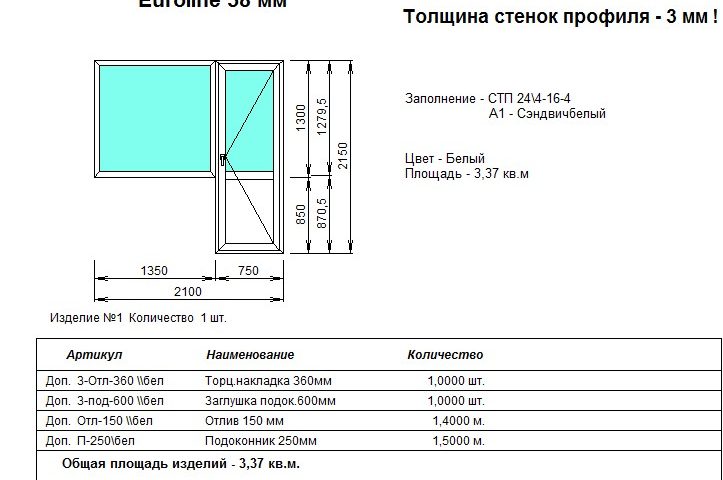 Euroline 58 мм
Толщина стенок профиля - 3 мм !
Заполнение - СТП 24\4-16-4
А1 - Сэндвичбелый
Цвет - Белый
Площадь - 3,37 кв.м
1300
1279,5
2150
850
870,5
1350
750
2100
Изделие №1 Количество 1 шт.
Артикул Наименование Количество
Доп. З-Отл-360 \\бел Торц.накладка 360мм 1,0000 шт.
Доп. З-под-600 \\бел Заглушка подок.600мм 1,0000 шт.
Доп. Отл-150 \\бел Отлив 150 мм 1,4000 м.
Доп. П-250\бел Подоконник 250мм 1,5000 м.
Общая площадь изделий - 3,37 кв.м.